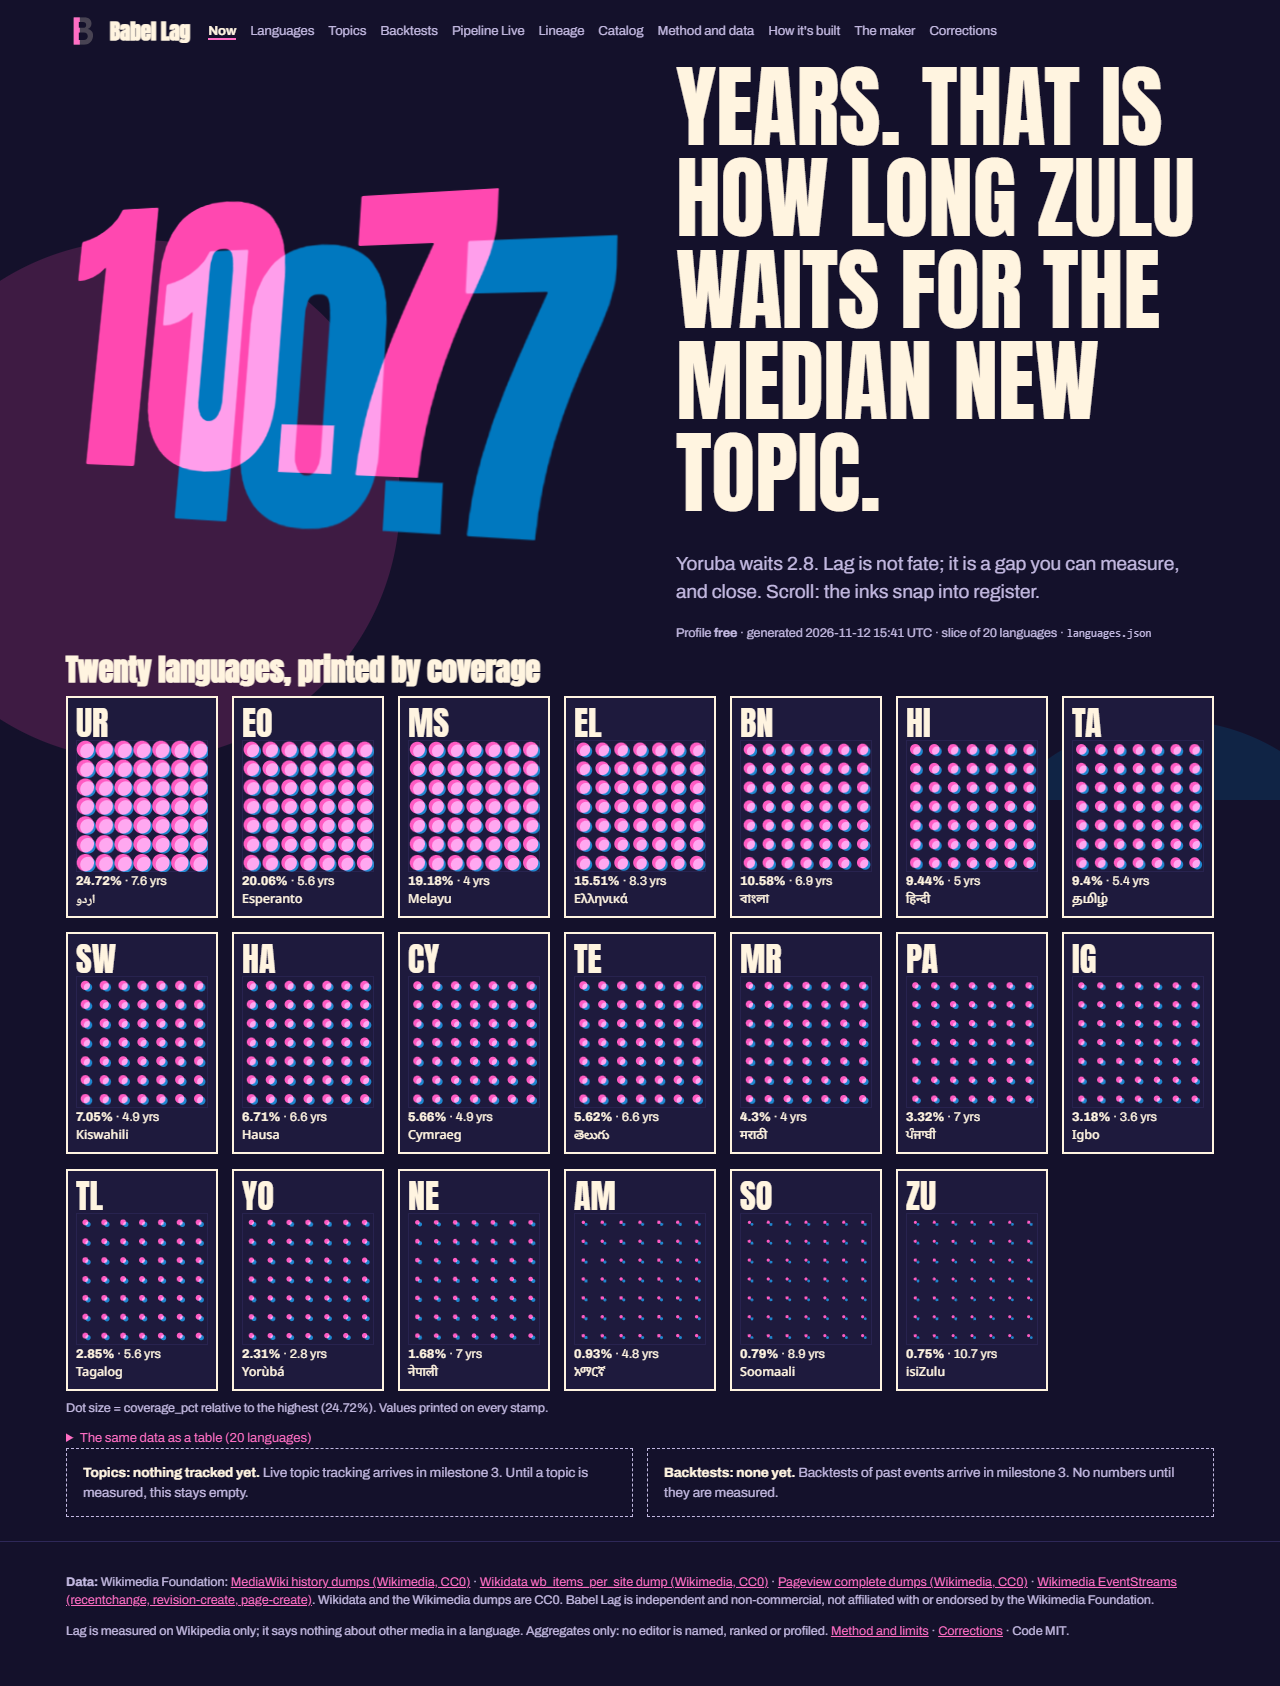 B Babel Lag Now Languages Topics Backtests Pipeline Live Lineage Catalog Method and data How it's built The maker Corrections
10.7
10.7
YEARS. THAT IS
HOW LONG ZULU
WAITS FOR THE
MEDIAN NEW
TOPIC.
Yoruba waits 2.8. Lag is not fate; it is a gap you can measure,
and close. Scroll: the inks snap into register.
Profile free · generated 2026-11-12 15:41 UTC · slice of 20 languages · languages.json
Twenty languages, printed by coverage
UR
24.72% · 7.6 yrs
اردو
EO
20.06% · 5.6 yrs
Esperanto
MS
19.18% · 4 yrs
Melayu
EL
15.51% · 8.3 yrs
Ελληνικά
BN
10.58% · 6.9 yrs
বাংলা
HI
9.44% · 5 yrs
हिन्दी
TA
9.4% · 5.4 yrs
தமிழ்
SW
7.05% · 4.9 yrs
Kiswahili
HA
6.71% · 6.6 yrs
Hausa
CY
5.66% · 4.9 yrs
Cymraeg
TE
5.62% · 6.6 yrs
తెలుగు
MR
4.3% · 4 yrs
मराठी
PA
3.32% · 7 yrs
ਪੰਜਾਬੀ
IG
3.18% · 3.6 yrs
Igbo
TL
2.85% · 5.6 yrs
Tagalog
YO
2.31% · 2.8 yrs
Yorùbá
NE
1.68% · 7 yrs
नेपाली
AM
0.93% · 4.8 yrs
አማርኛ
SO
0.79% · 8.9 yrs
Soomaali
ZU
0.75% · 10.7 yrs
isiZulu
Dot size = coverage_pct relative to the highest (24.72%). Values printed on every stamp.
▶ The same data as a table (20 languages)
Topics: nothing tracked yet. Live topic tracking arrives in milestone 3. Until a topic is
measured, this stays empty.
Backtests: none yet. Backtests of past events arrive in milestone 3. No numbers until
they are measured.
Data: Wikimedia Foundation: MediaWiki history dumps (Wikimedia, CC0) · Wikidata wb_items_per_site dump (Wikimedia, CC0) · Pageview complete dumps (Wikimedia, CC0) · Wikimedia EventStreams
(recentchange, revision-create, page-create). Wikidata and the Wikimedia dumps are CC0. Babel Lag is independent and non-commercial, not affiliated with or endorsed by the Wikimedia Foundation.
Lag is measured on Wikipedia only; it says nothing about other media in a language. Aggregates only: no editor is named, ranked or profiled. Method and limits · Corrections · Code MIT.